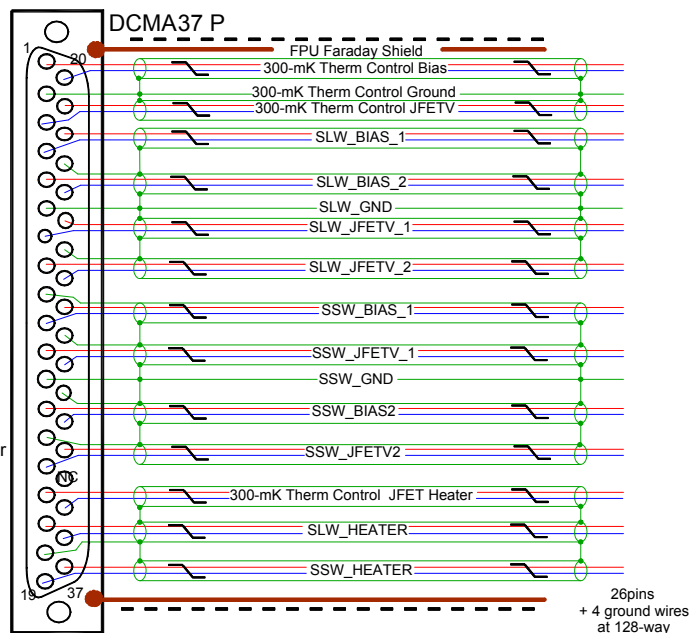 DCMA37 P
1
20
FPU Faraday Shield
300-mK Therm Control Bias
300-mK Therm Control Ground
300-mK Therm Control JFETV
SLW_BIAS_1
SLW_BIAS_2
SLW_GND
SLW_JFETV_1
SLW_JFETV_2
SSW_BIAS_1
SSW_JFETV_1
SSW_GND
SSW_BIAS2
r
SSW_JFETV2
NC
300-mK Therm Control JFET Heater
SLW_HEATER
SSW_HEATER
19
37
26pins
+ 4 ground wires
at 128-way